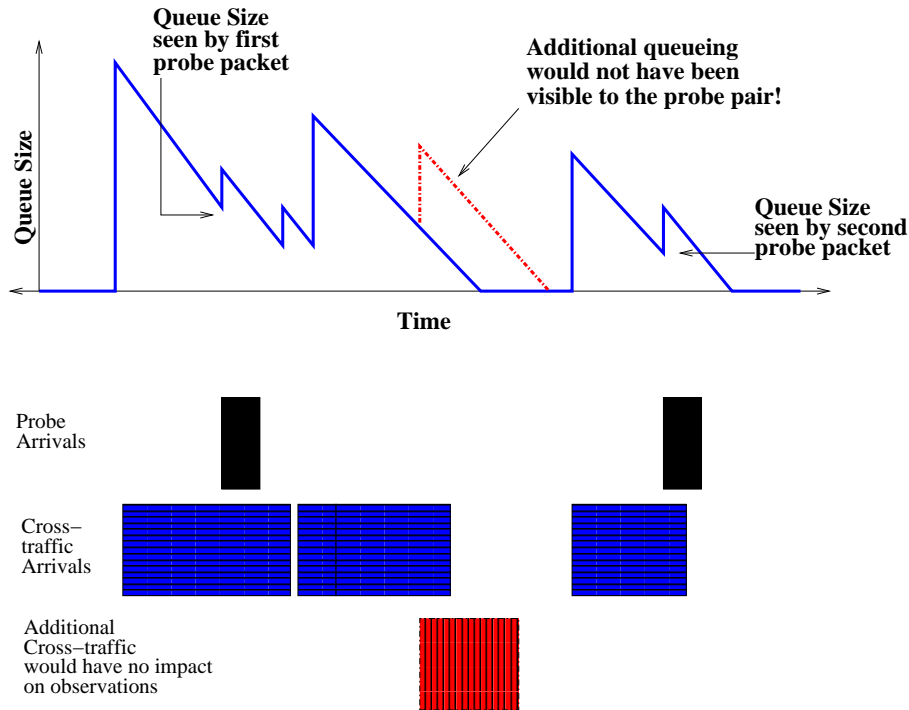 Queue Size
seen by first
probe packet
Additional queueing
would not have been
visible to the probe pair!
Queue Size
Queue Size
seen by second
probe packet
Time
Probe
Arrivals
Cross−
traffic
Arrivals
Additional
Cross−traffic
would have no impact
on observations